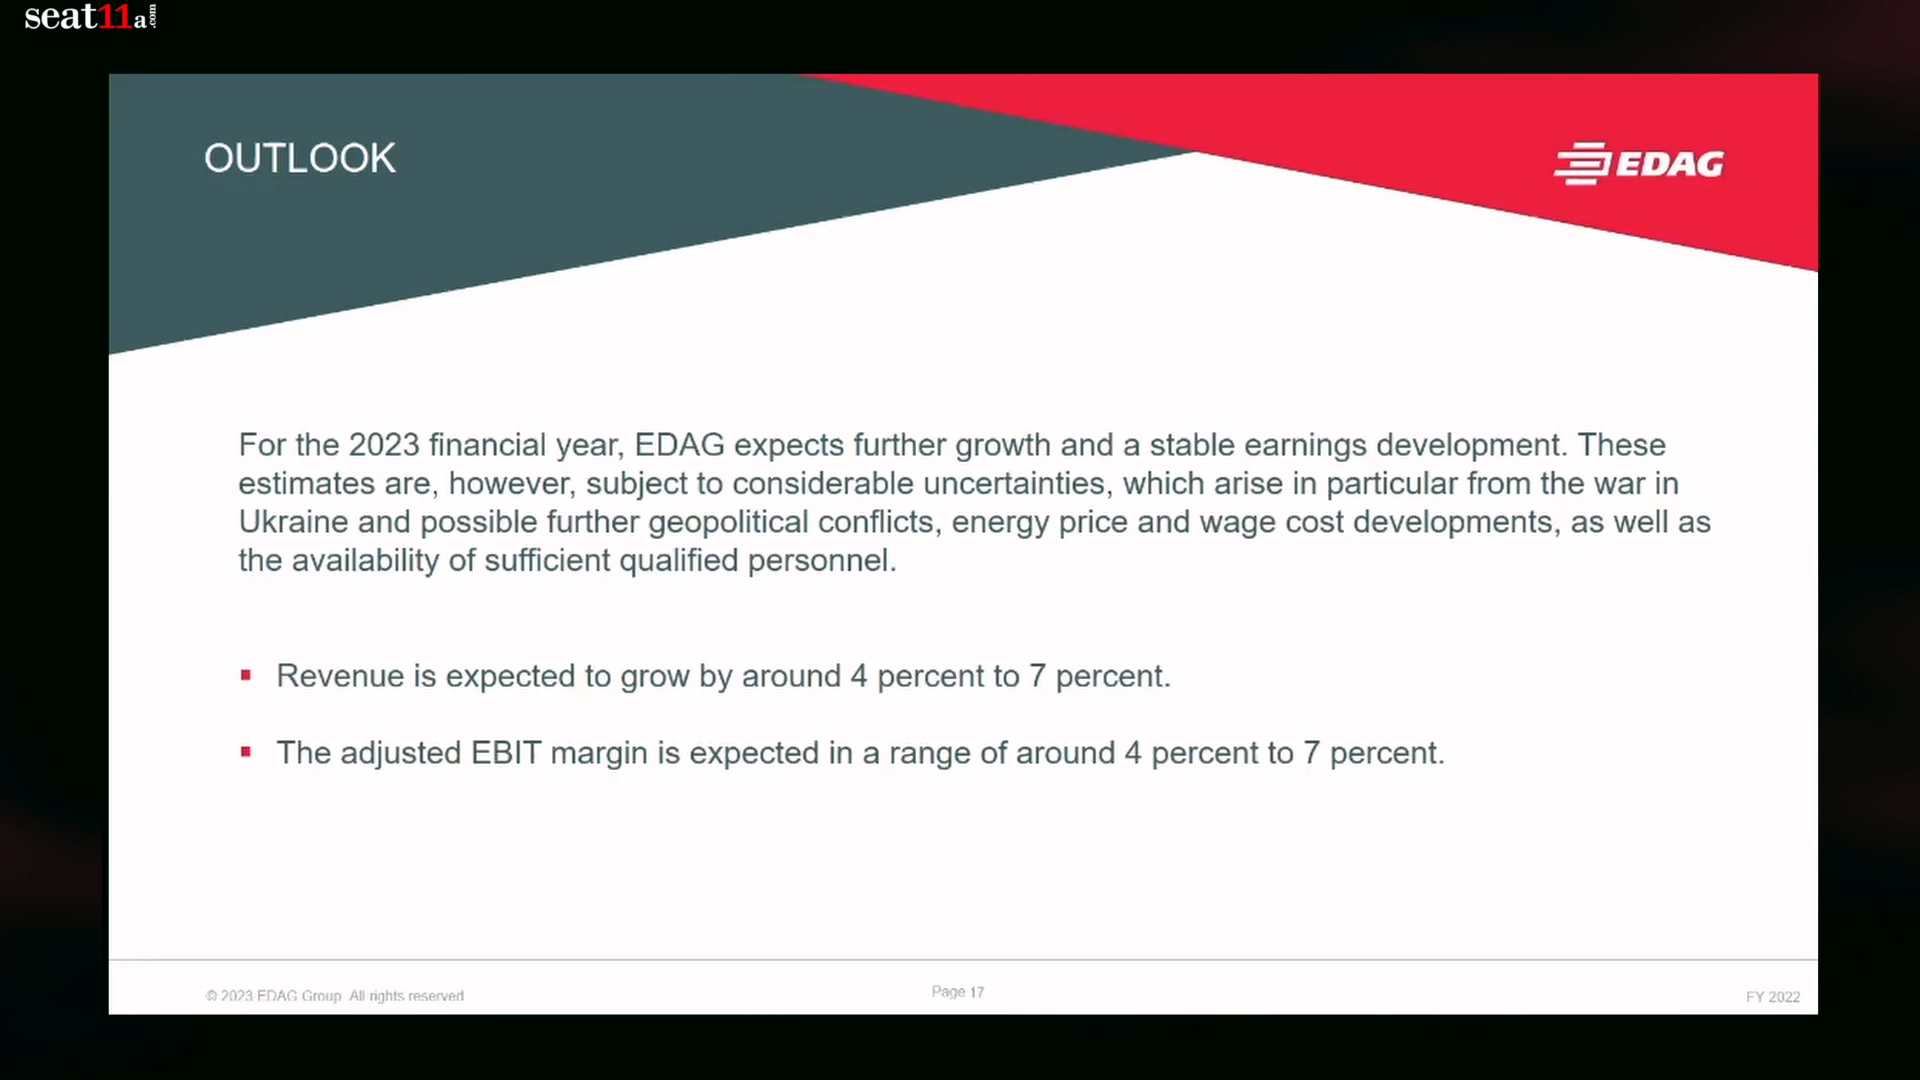 seat11a.com
OUTLOOK
EDAG
For the 2023 financial year, EDAG expects further growth and a stable earnings development. These
estimates are, however, subject to considerable uncertainties, which arise in particular from the war in
Ukraine and possible further geopolitical conflicts, energy price and wage cost developments, as well as
the availability of sufficient qualified personnel.
▪ Revenue is expected to grow by around 4 percent to 7 percent.
▪ The adjusted EBIT margin is expected in a range of around 4 percent to 7 percent.
© 2023 EDAG Group. All rights reserved
Page 17
FY 2022